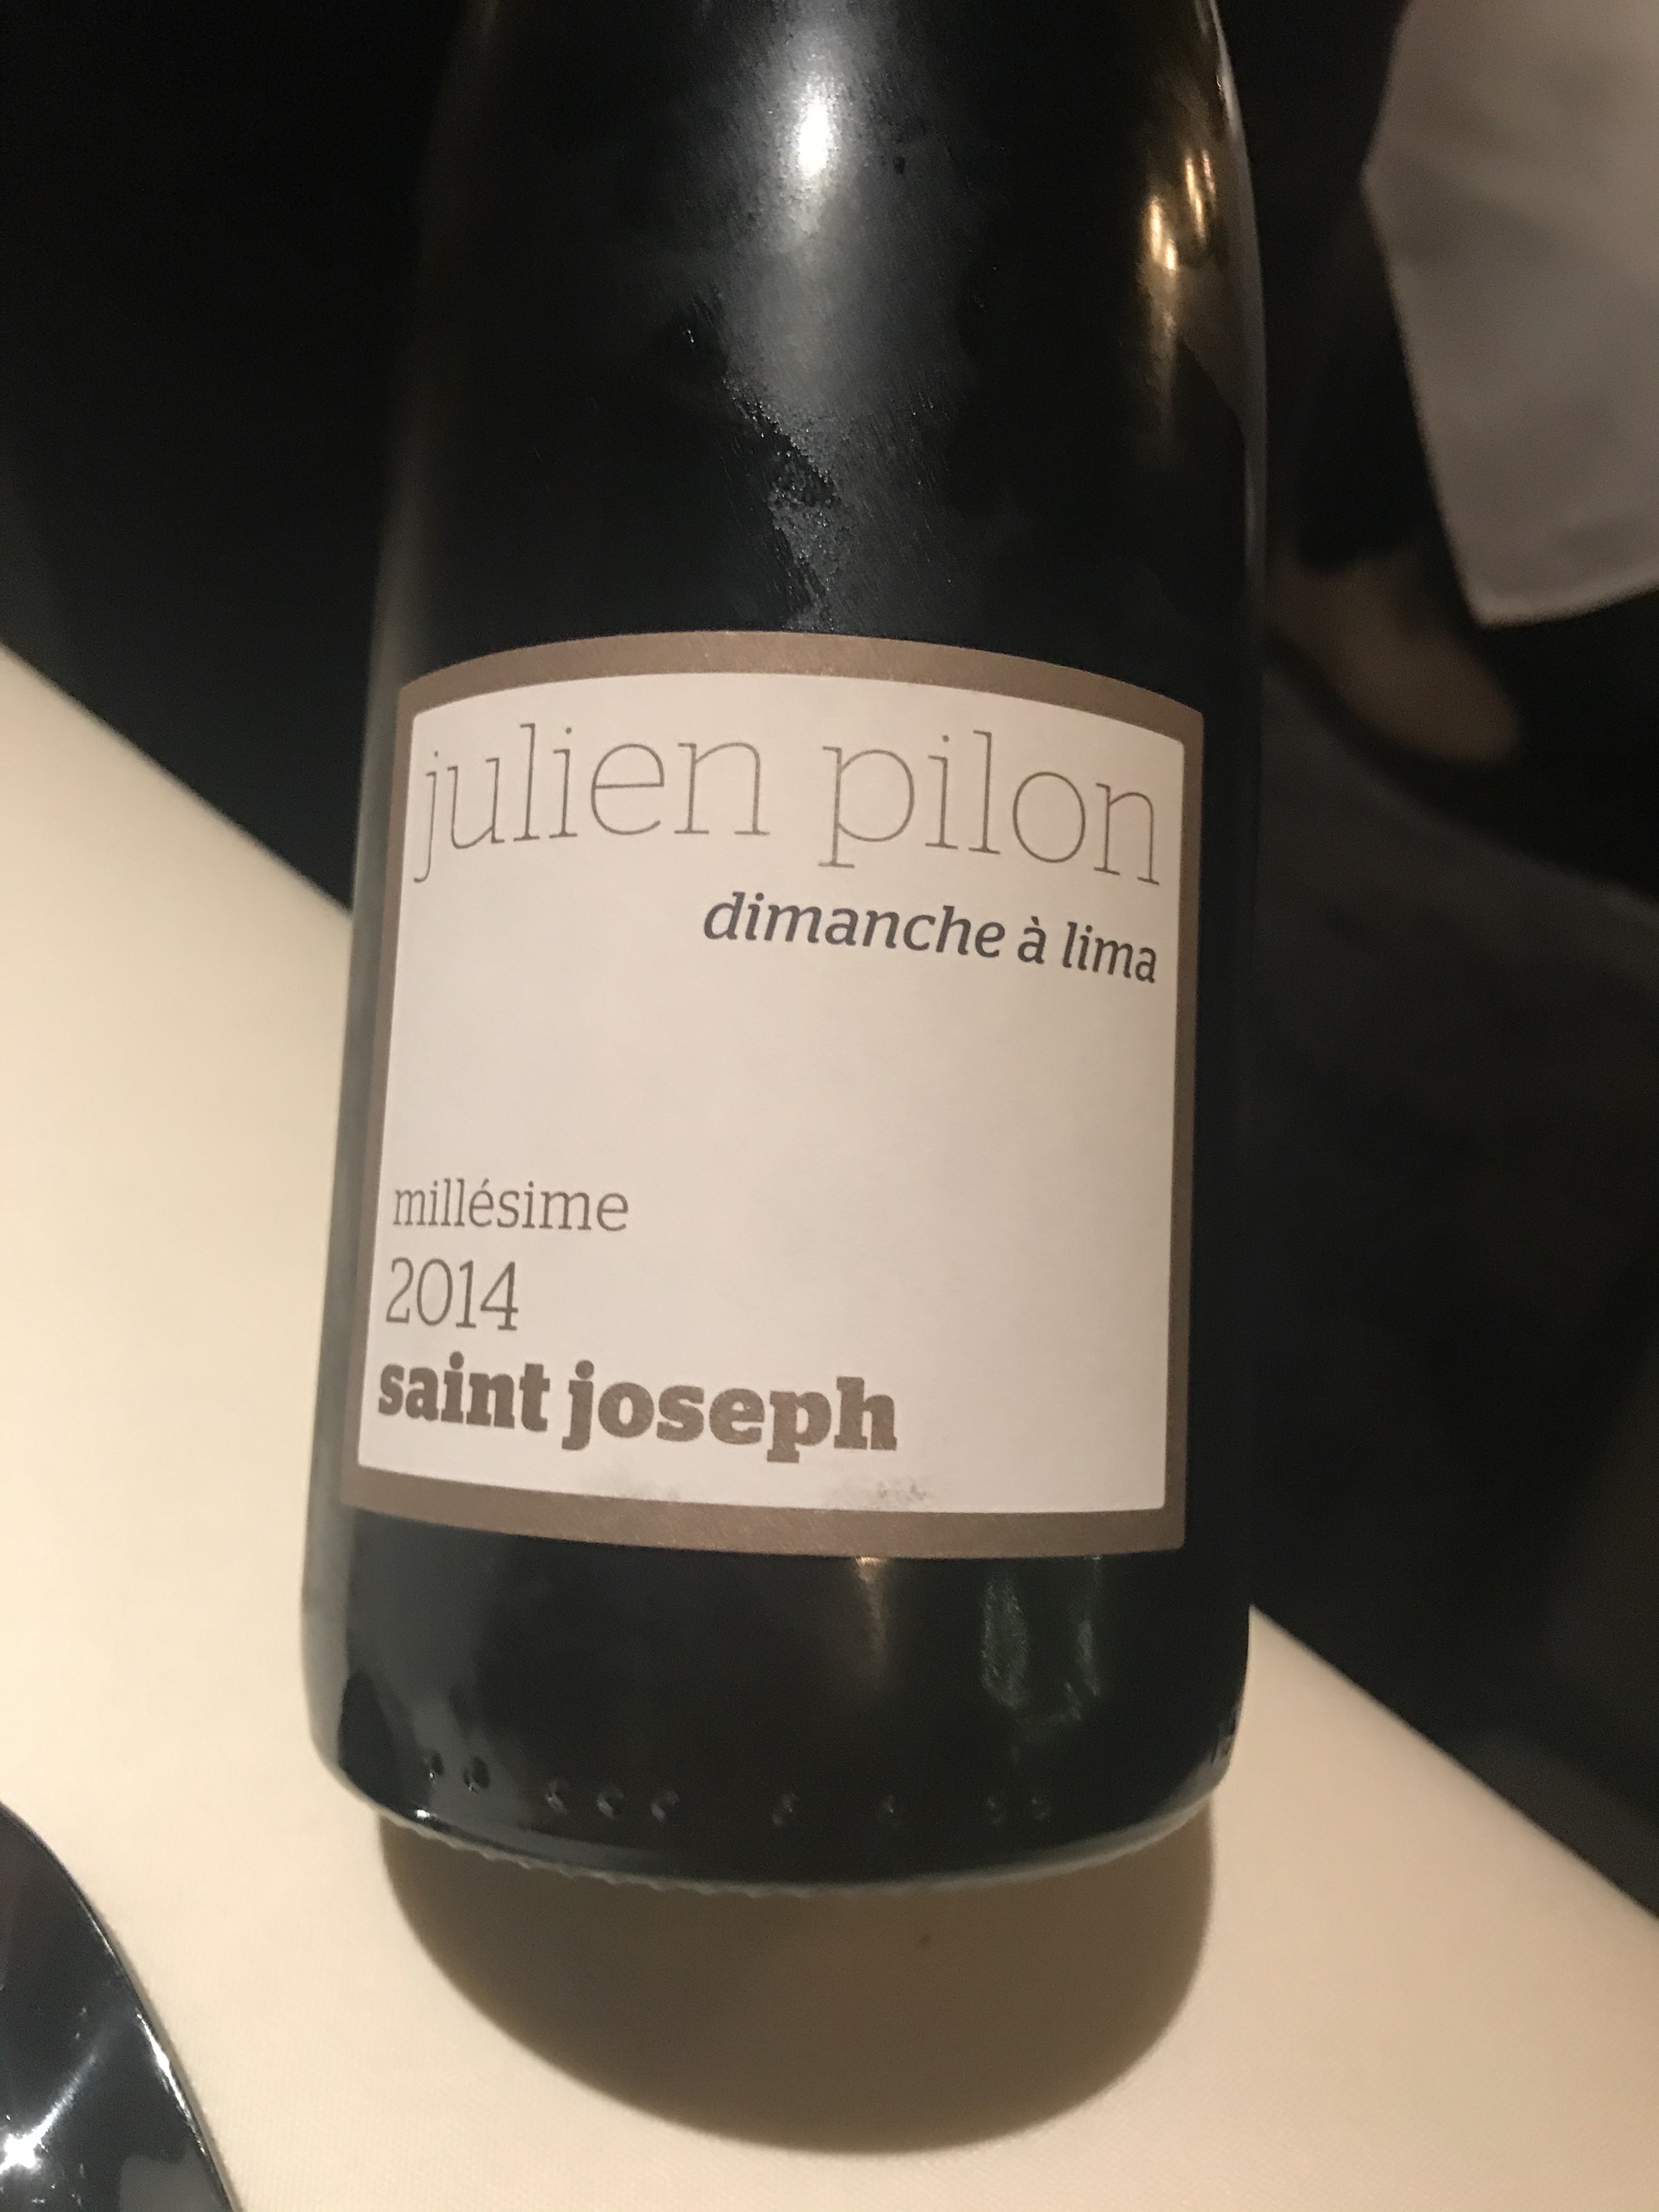 julien pilon
dimanche à lima
millésime
2014
saint joseph